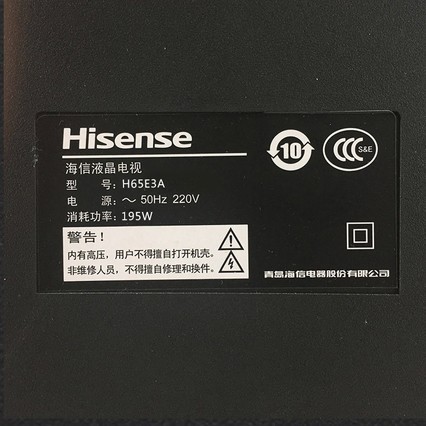 Hisense
海信液晶电视
型 号：H65E3A
电 源：～ 50Hz 220V
消耗功率：195W
警告！
内有高压，用户不得擅自打开机壳。
非维修人员，不得擅自修理和换件。
10
CCC S&E
青岛海信电器股份有限公司